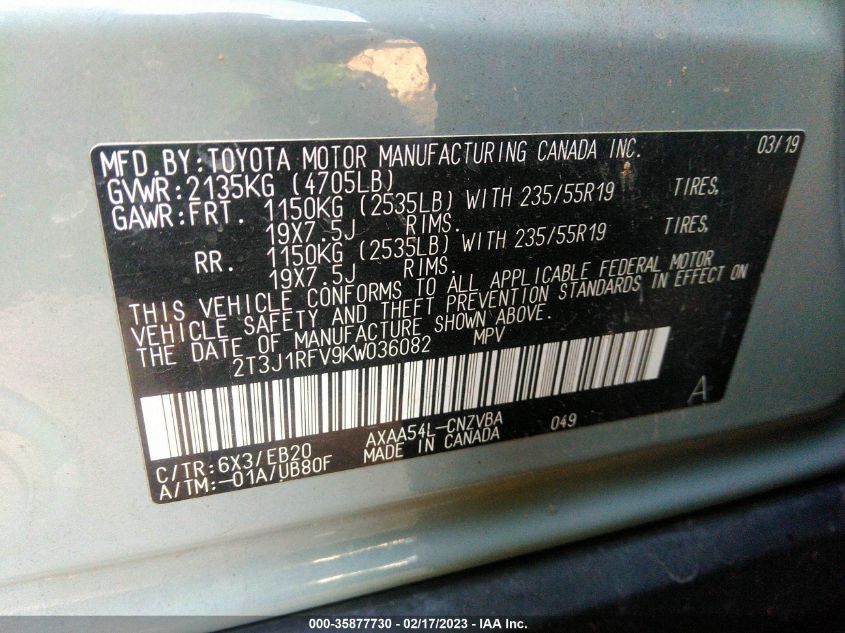 MFD. BY: TOYOTA MOTOR MANUFACTURING CANADA INC. 03/19
GVWR: 2135KG (4705LB)
GAWR: FRT. 1150KG (2535LB) WITH 235/55R19 TIRES,
19X7.5J RIMS.
RR. 1150KG (2535LB) WITH 235/55R19 TIRES,
19X7.5J RIMS.
THIS VEHICLE CONFORMS TO ALL APPLICABLE FEDERAL MOTOR
VEHICLE SAFETY AND THEFT PREVENTION STANDARDS IN EFFECT ON
THE DATE OF MANUFACTURE SHOWN ABOVE.
2T3J1RFV9KW036082 MPV
A
AXAA54L-CNZVBA 049
C/TR: 6X3/EB20 MADE IN CANADA
A/TM: -01A/UB80F
000-35877730 - 02/17/2023 - IAA Inc.